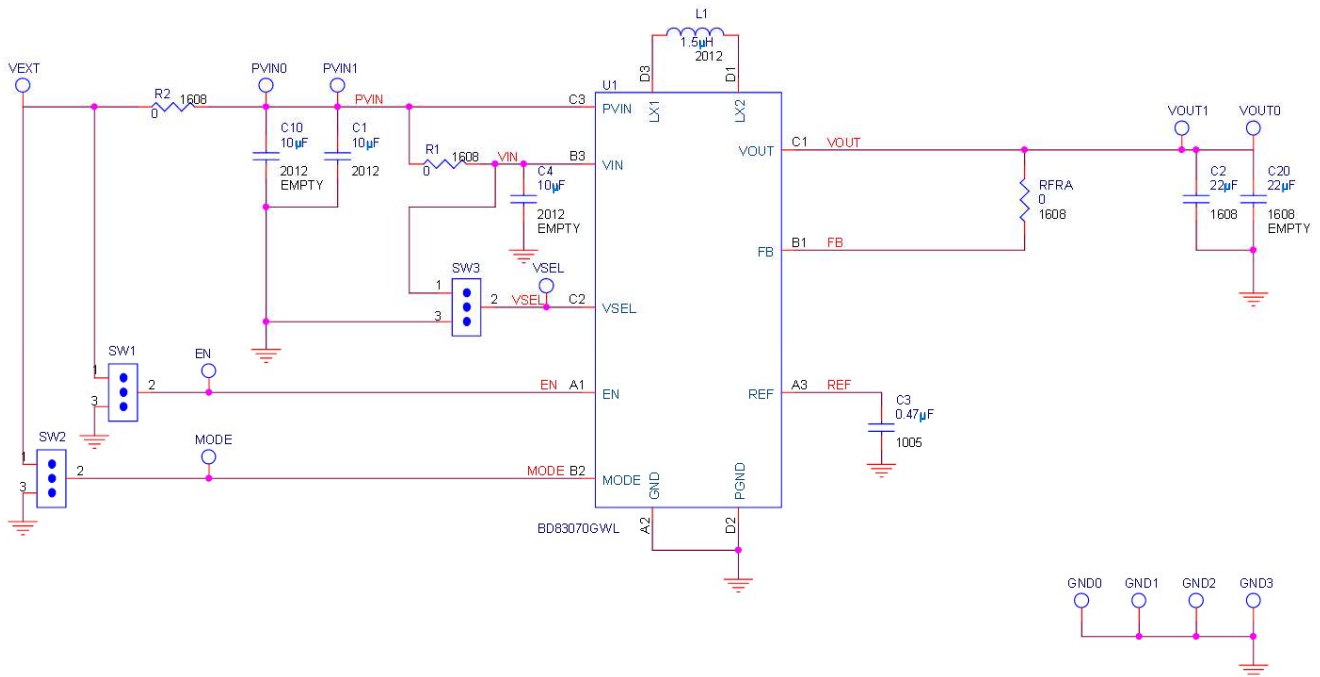 L1
1.5µH
2012
D3
D1
VEXT
PVIN0
PVIN1
R2
1608
0
PVIN
C3
U1
PVIN
LX1
LX2
C10
10µF
2012
EMPTY
C1
10µF
2012
R1
1608
0
VIN
B3
VIN
C4
10µF
2012
EMPTY
VOUT
C1
VOUT
VOUT1
VOUT0
RFRA
0
1608
C2
22µF
1608
C20
22µF
1608
EMPTY
FB
B1
FB
SW3
1
2
3
VSEL
VSEL
C2
VSEL
SW1
1
2
3
EN
EN
A1
EN
REF
A3
REF
C3
0.47µF
1005
SW2
1
2
3
MODE
MODE
B2
MODE
GND
PGND
A2
D2
BD83070GWL
GND0
GND1
GND2
GND3